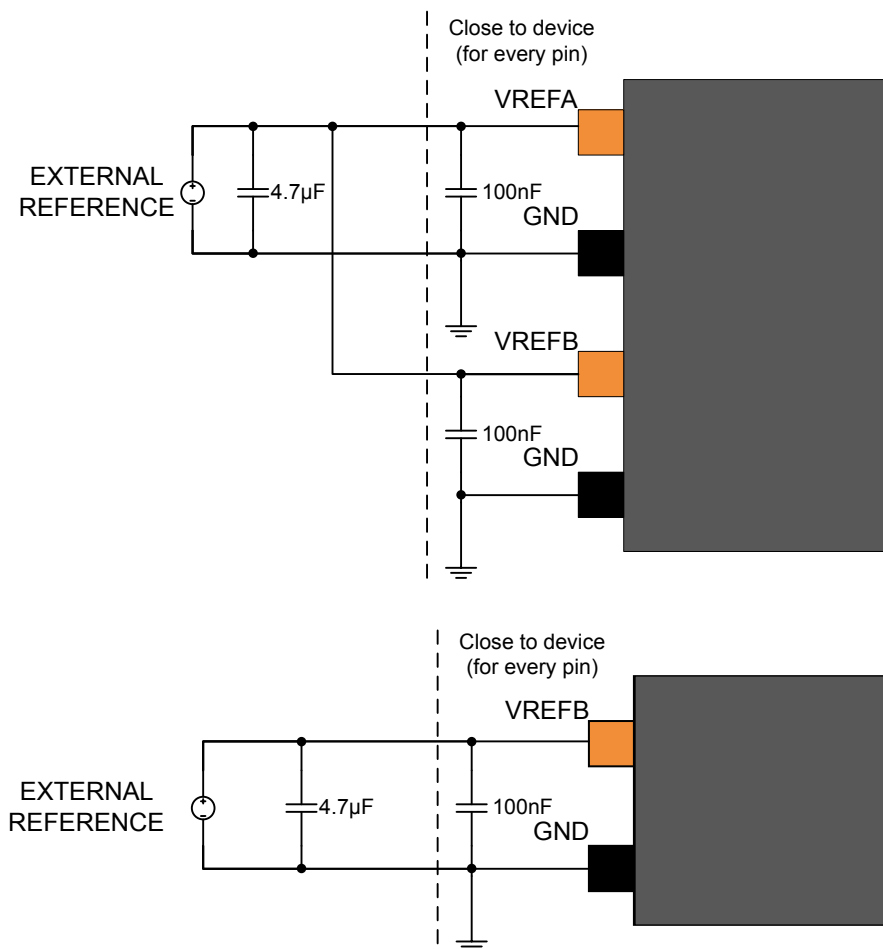 Close to device
(for every pin)
VREFA
EXTERNAL
REFERENCE
4.7µF
100nF
GND
VREFB
100nF
GND
Close to device
(for every pin)
VREFB
EXTERNAL
REFERENCE
4.7µF
100nF
GND